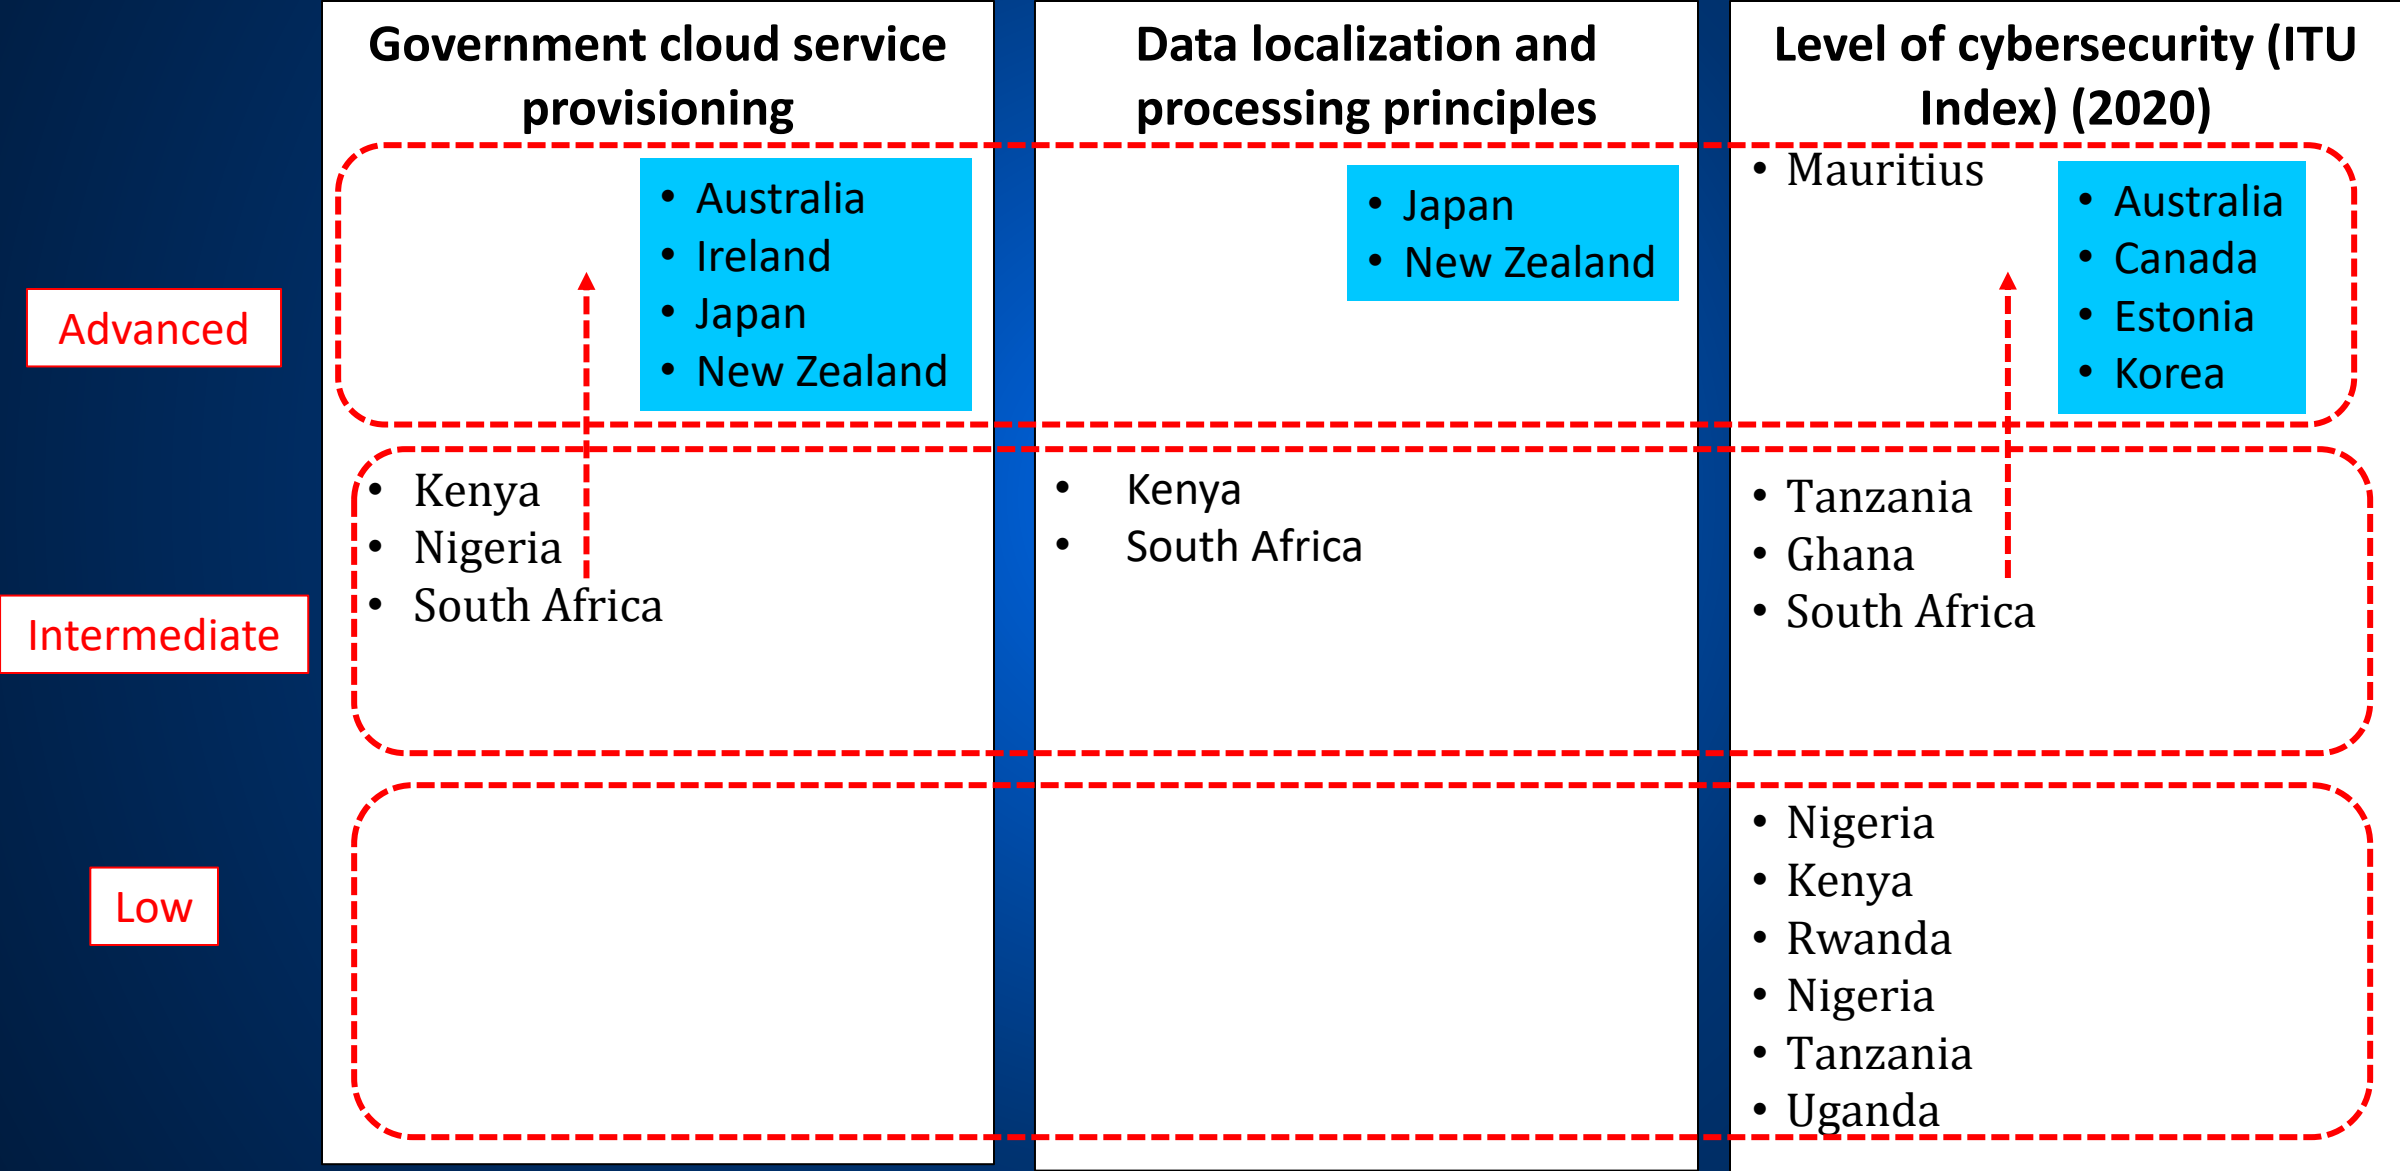 Government cloud service
provisioning
Data localization and
processing principles
Level of cybersecurity (ITU
Index) (2020)
Advanced
• Australia
• Ireland
• Japan
• New Zealand
• Japan
• New Zealand
• Mauritius
• Australia
• Canada
• Estonia
• Korea
Intermediate
• Kenya
• Nigeria
• South Africa
• Kenya
• South Africa
• Tanzania
• Ghana
• South Africa
Low
• Nigeria
• Kenya
• Rwanda
• Nigeria
• Tanzania
• Uganda